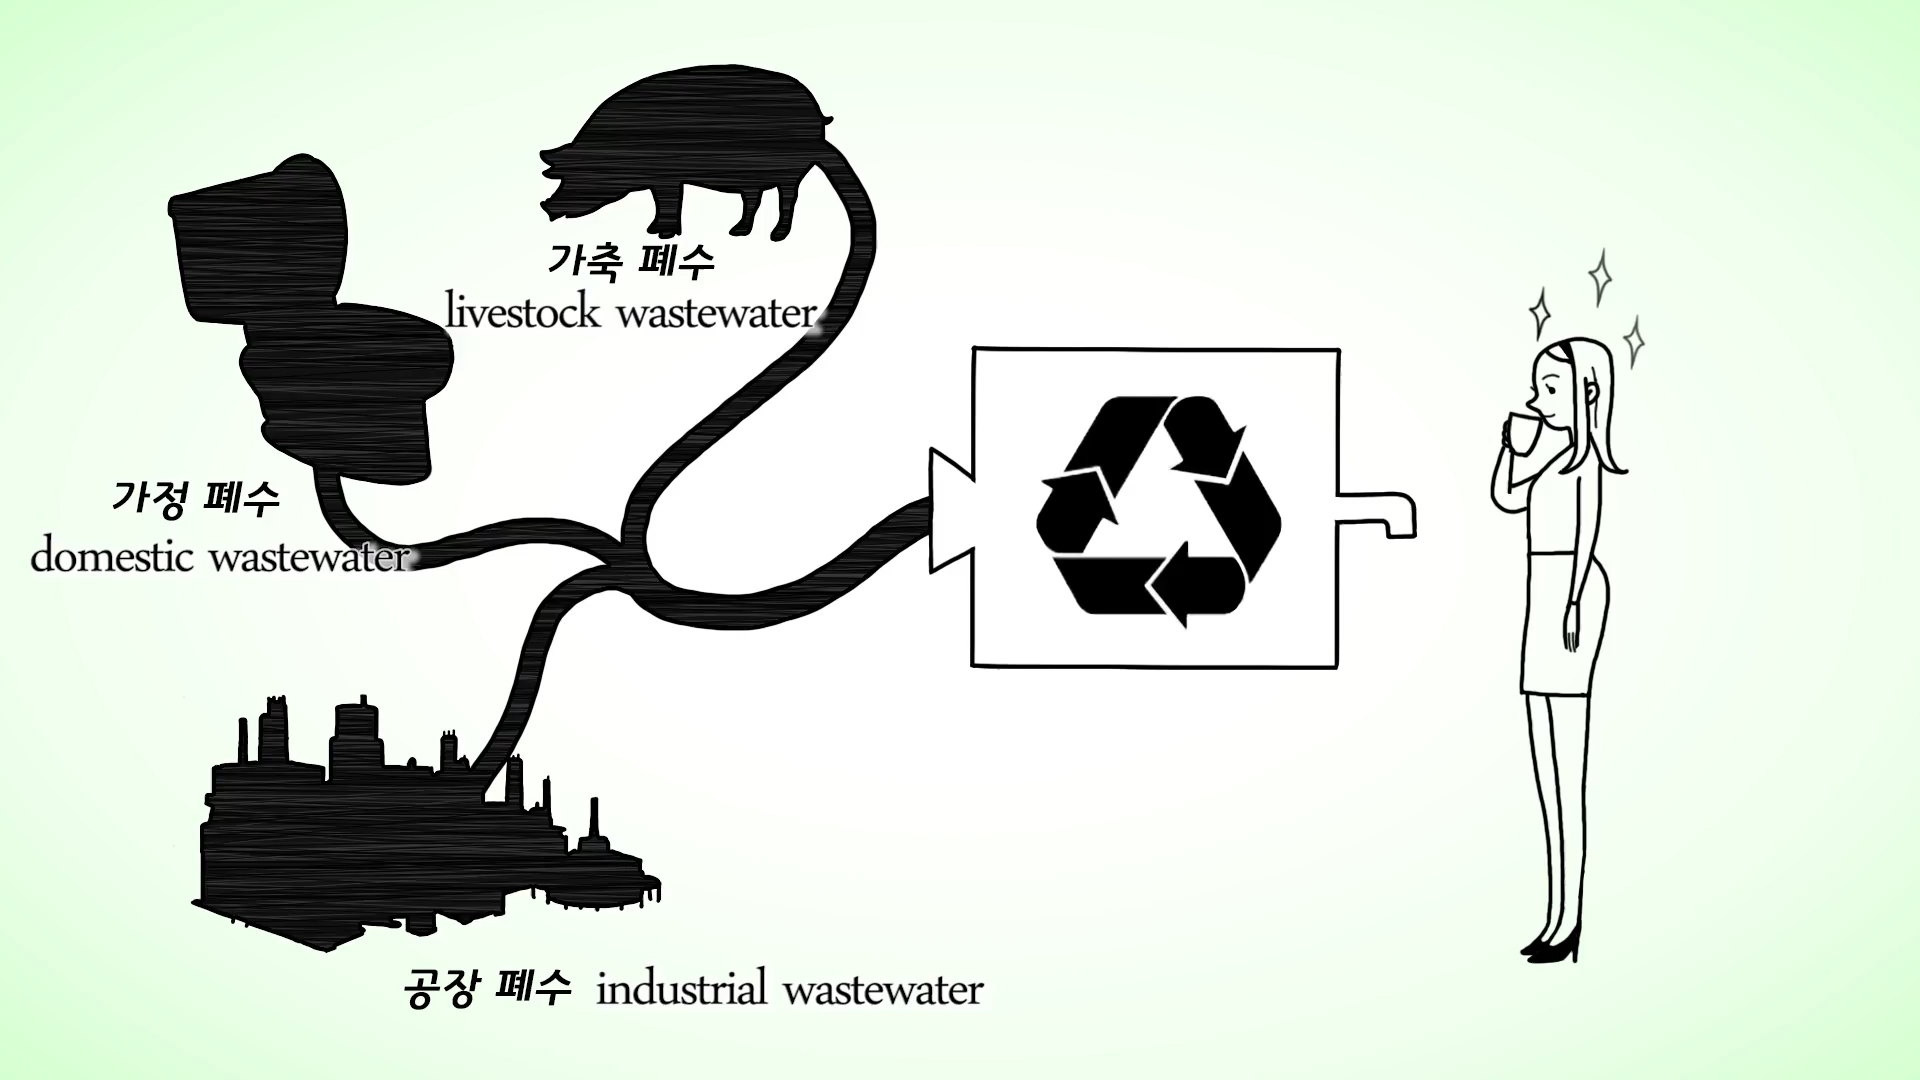 가축 폐수
livestock wastewater
가정 폐수
domestic wastewater
공장 폐수 industrial wastewater